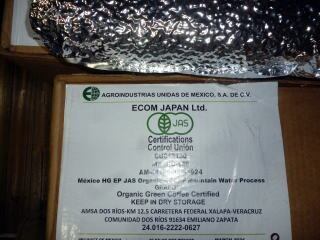 AGROINDUSTRIAS UNIDAS DE MEXICO, S.A. DE C.V.
ECOM JAPAN Ltd.
JAS
Certifications
Control Union
México HG EP JAS Organic Mountain Water Process
Organic Green Coffee Certified
KEEP IN DRY STORAGE
AMSA DOS RÍOS-KM 12.5 CARRETERA FEDERAL XALAPA-VERACRUZ
COMUNIDAD DOS RÍOS 91634 EMILIANO ZAPATA
24.016-2222-0627